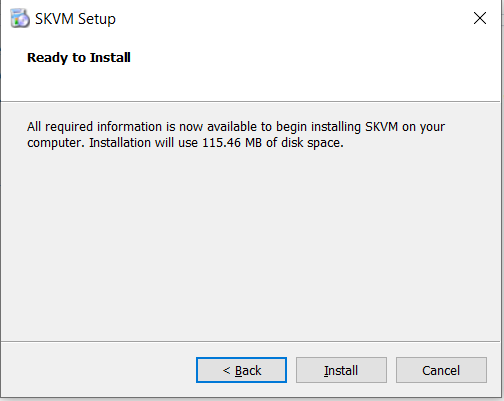 SKVM Setup
Ready to Install
All required information is now available to begin installing SKVM on your
computer. Installation will use 115.46 MB of disk space.
< Back
Install
Cancel